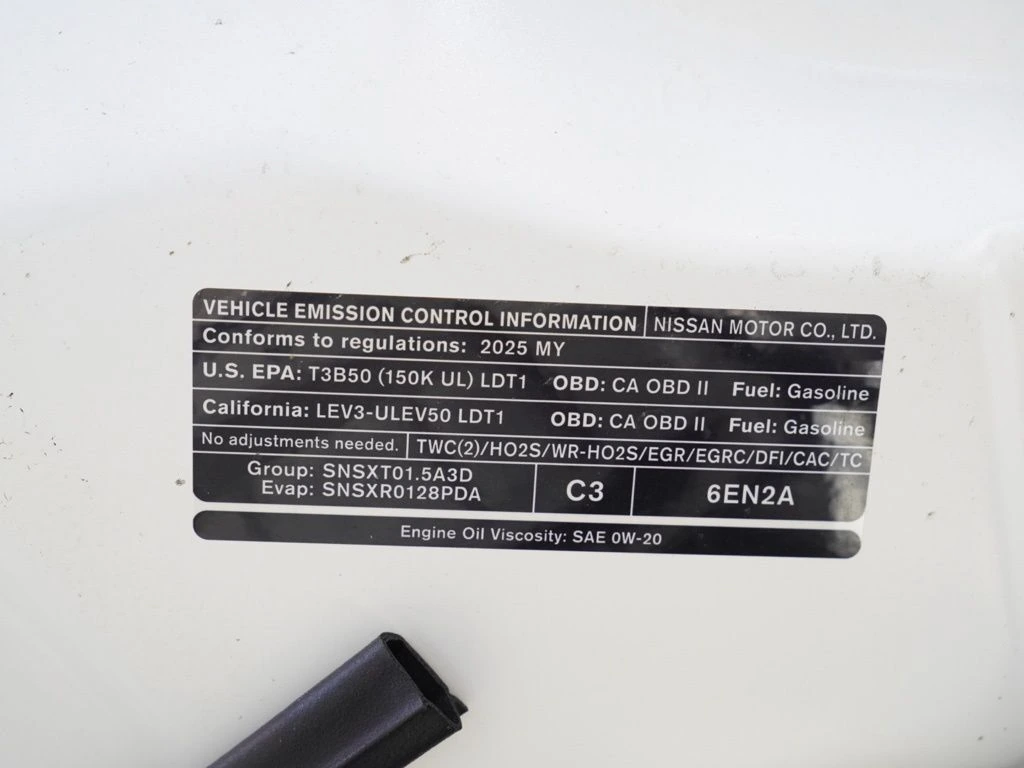 VEHICLE EMISSION CONTROL INFORMATION NISSAN MOTOR CO., LTD.
Conforms to regulations: 2025 MY
U.S. EPA: T3B50 (150K UL) LDT1 OBD: CA OBD II Fuel: Gasoline
California: LEV3-ULEV50 LDT1 OBD: CA OBD II Fuel: Gasoline
No adjustments needed. TWC(2)/HO2S/WR-HO2S/EGR/EGRC/DFI/CAC/TC
Group: SNSXT01.5A3D
Evap: SNSXR0128PDA
C3
6EN2A
Engine Oil Viscosity: SAE 0W-20